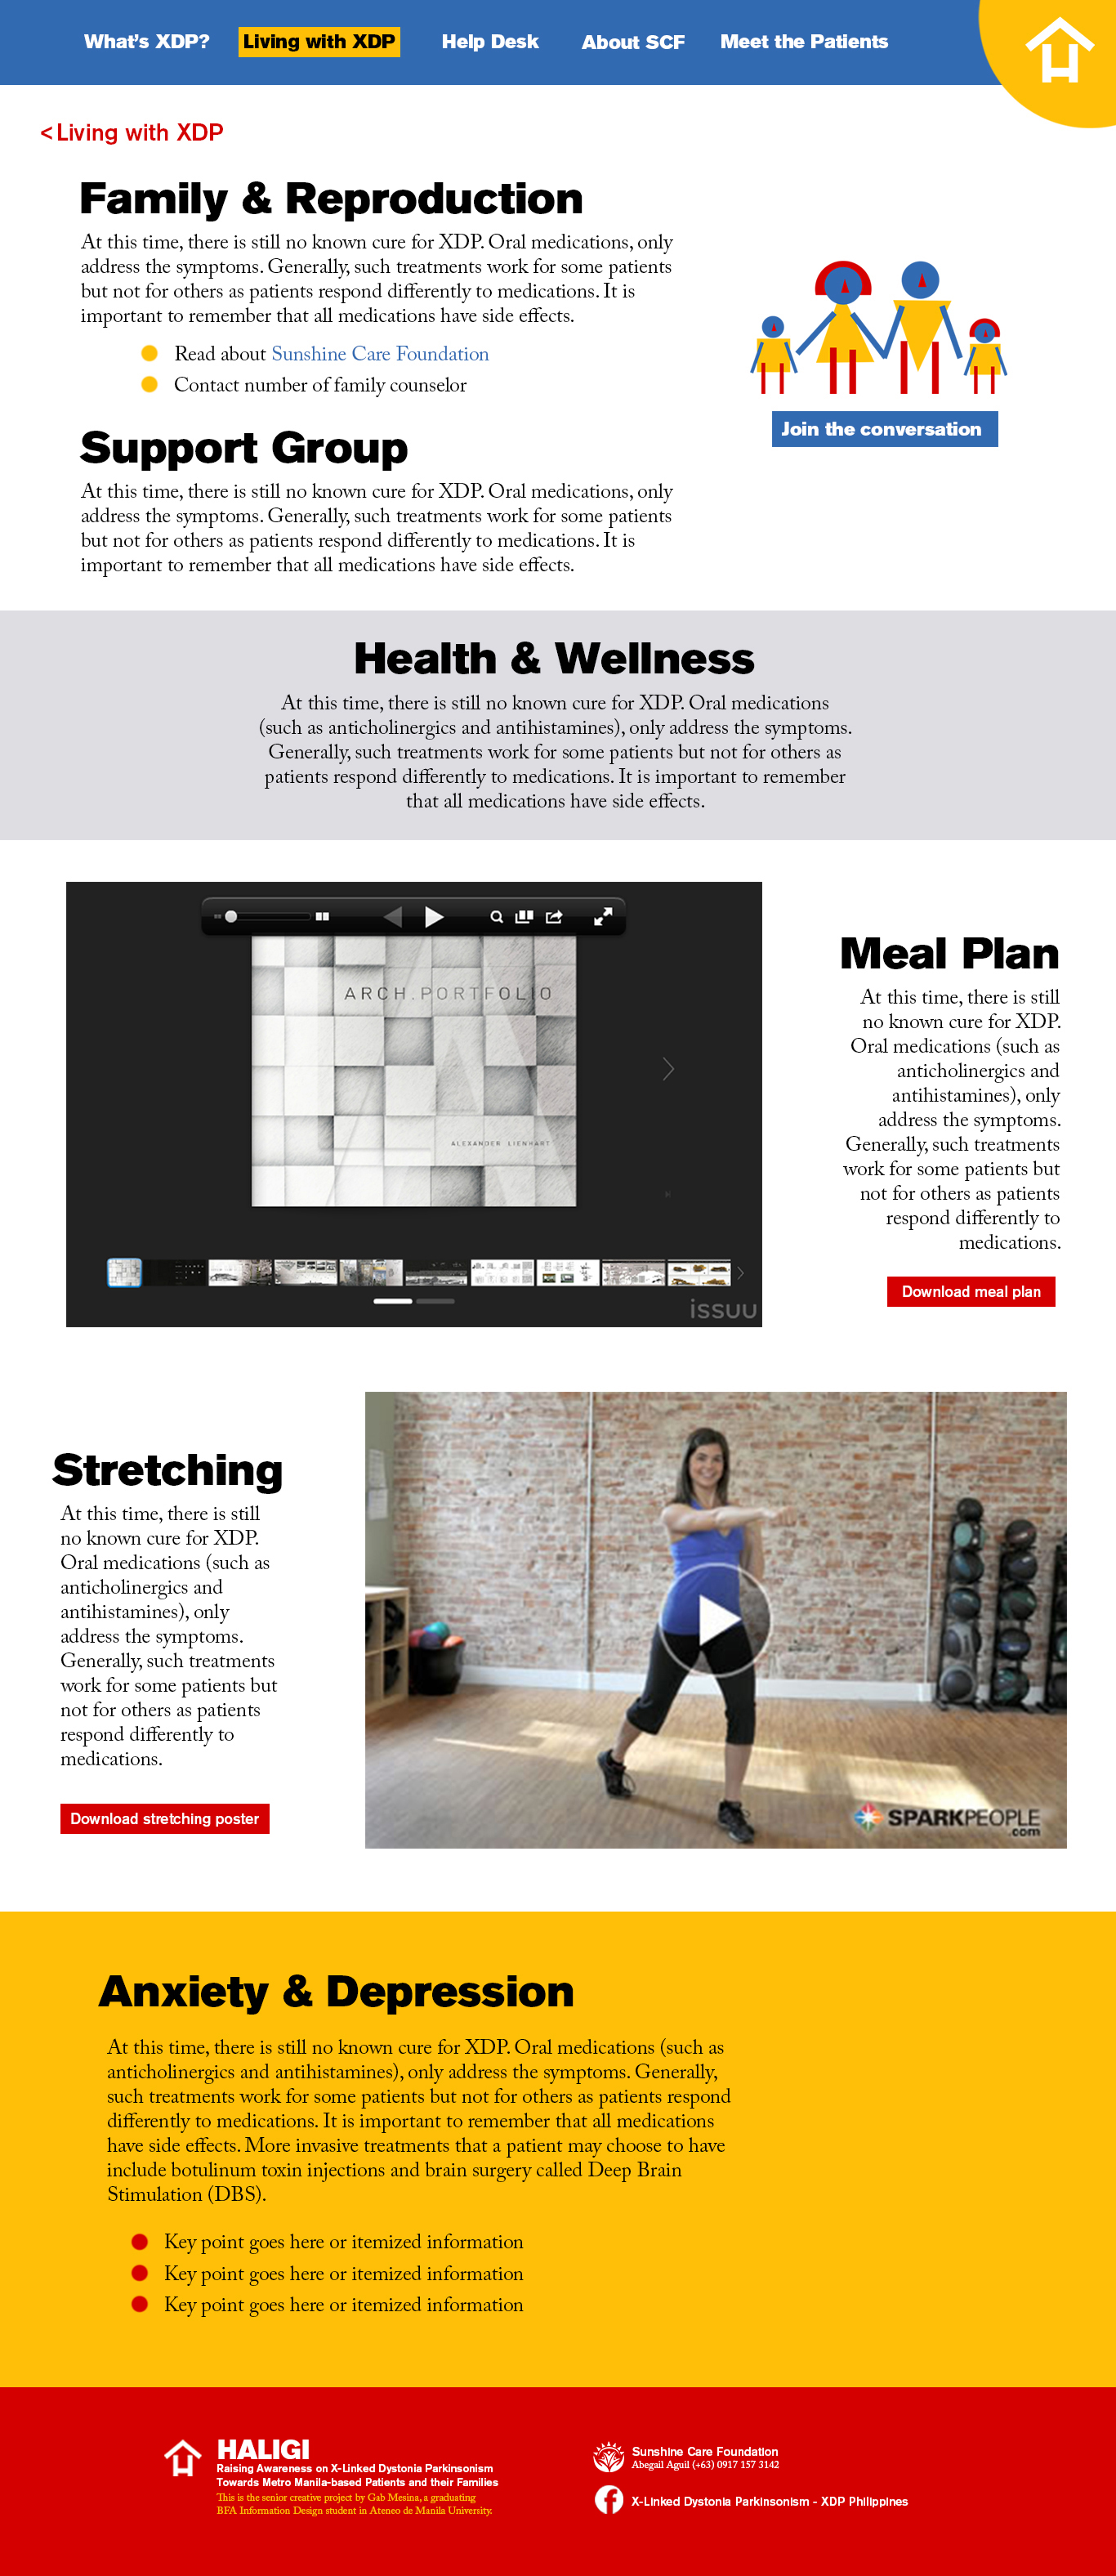 What's XDP?
Living with XDP
Help Desk
About SCF
Meet the Patients
< Living with XDP
Family & Reproduction
At this time, there is still no known cure for XDP. Oral medications, only
address the symptoms. Generally, such treatments work for some patients
but not for others as patients respond differently to medications. It is
important to remember that all medications have side effects.
Read about Sunshine Care Foundation
Contact number of family counselor
Join the conversation
Support Group
At this time, there is still no known cure for XDP. Oral medications, only
address the symptoms. Generally, such treatments work for some patients
but not for others as patients respond differently to medications. It is
important to remember that all medications have side effects.
Health & Wellness
At this time, there is still no known cure for XDP. Oral medications
(such as anticholinergics and antihistamines), only address the symptoms.
Generally, such treatments work for some patients but not for others as
patients respond differently to medications. It is important to remember
that all medications have side effects.
ARCH.PORTFOLIO
ALEXANDER LIENHART
issuu
Meal Plan
At this time, there is still
no known cure for XDP.
Oral medications (such as
anticholinergics and
antihistamines), only
address the symptoms.
Generally, such treatments
work for some patients but
not for others as patients
respond differently to
medications.
Download meal plan
Stretching
At this time, there is still
no known cure for XDP.
Oral medications (such as
anticholinergics and
antihistamines), only
address the symptoms.
Generally, such treatments
work for some patients but
not for others as patients
respond differently to
medications.
Download stretching poster
SPARKPEOPLE
.com
Anxiety & Depression
At this time, there is still no known cure for XDP. Oral medications (such as
anticholinergics and antihistamines), only address the symptoms. Generally,
such treatments work for some patients but not for others as patients respond
differently to medications. It is important to remember that all medications
have side effects. More invasive treatments that a patient may choose to have
include botulinum toxin injections and brain surgery called Deep Brain
Stimulation (DBS).
Key point goes here or itemized information
Key point goes here or itemized information
Key point goes here or itemized information
HALIGI
Raising Awareness on X-Linked Dystonia Parkinsonism
Towards Metro Manila-based Patients and their Families
This is the senior creative project by Gab Mesina, a graduating
BFA Information Design student in Ateneo de Manila University.
Sunshine Care Foundation
Abegail Aguil (+63) 0917 157 3142
X-Linked Dystonia Parkinsonism - XDP Philippines